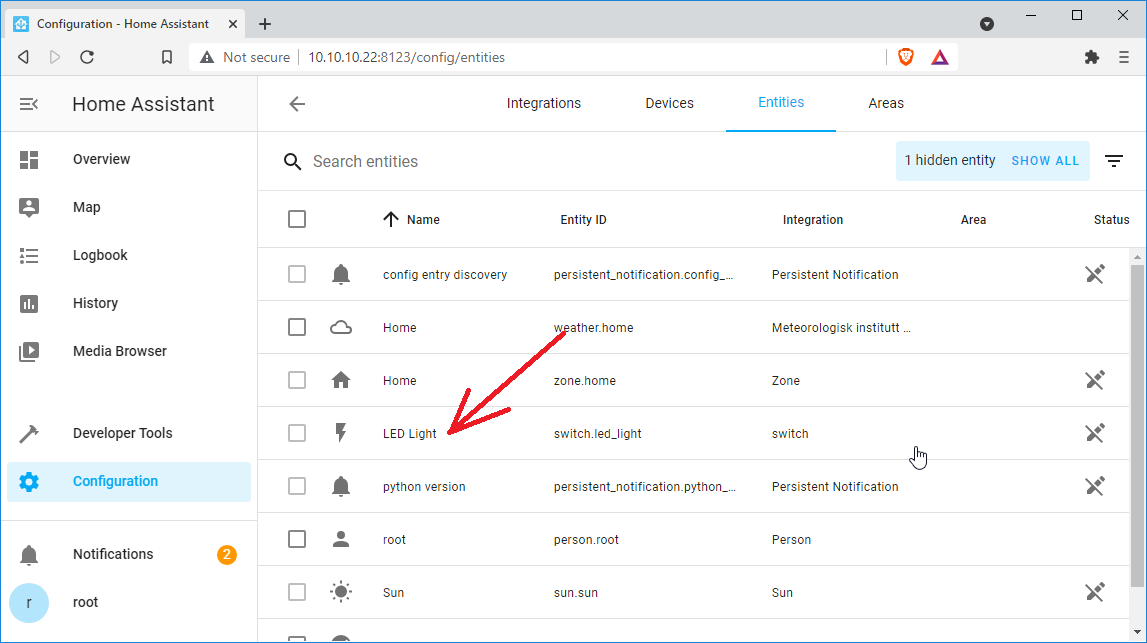 Configuration - Home Assistant
Not secure 10.10.10.22:8123/config/entities
Home Assistant
Integrations Devices Entities Areas
Overview
Map
Logbook
History
Media Browser
Developer Tools
Configuration
Notifications 2
r root
Search entities 1 hidden entity SHOW ALL
Name Entity ID Integration Area Status
config entry discovery persistent_notification.config_... Persistent Notification
Home weather.home Meteorologisk institutt ...
Home zone.home Zone
LED Light switch.led_light switch
python version persistent_notification.python_... Persistent Notification
root person.root Person
Sun sun.sun Sun